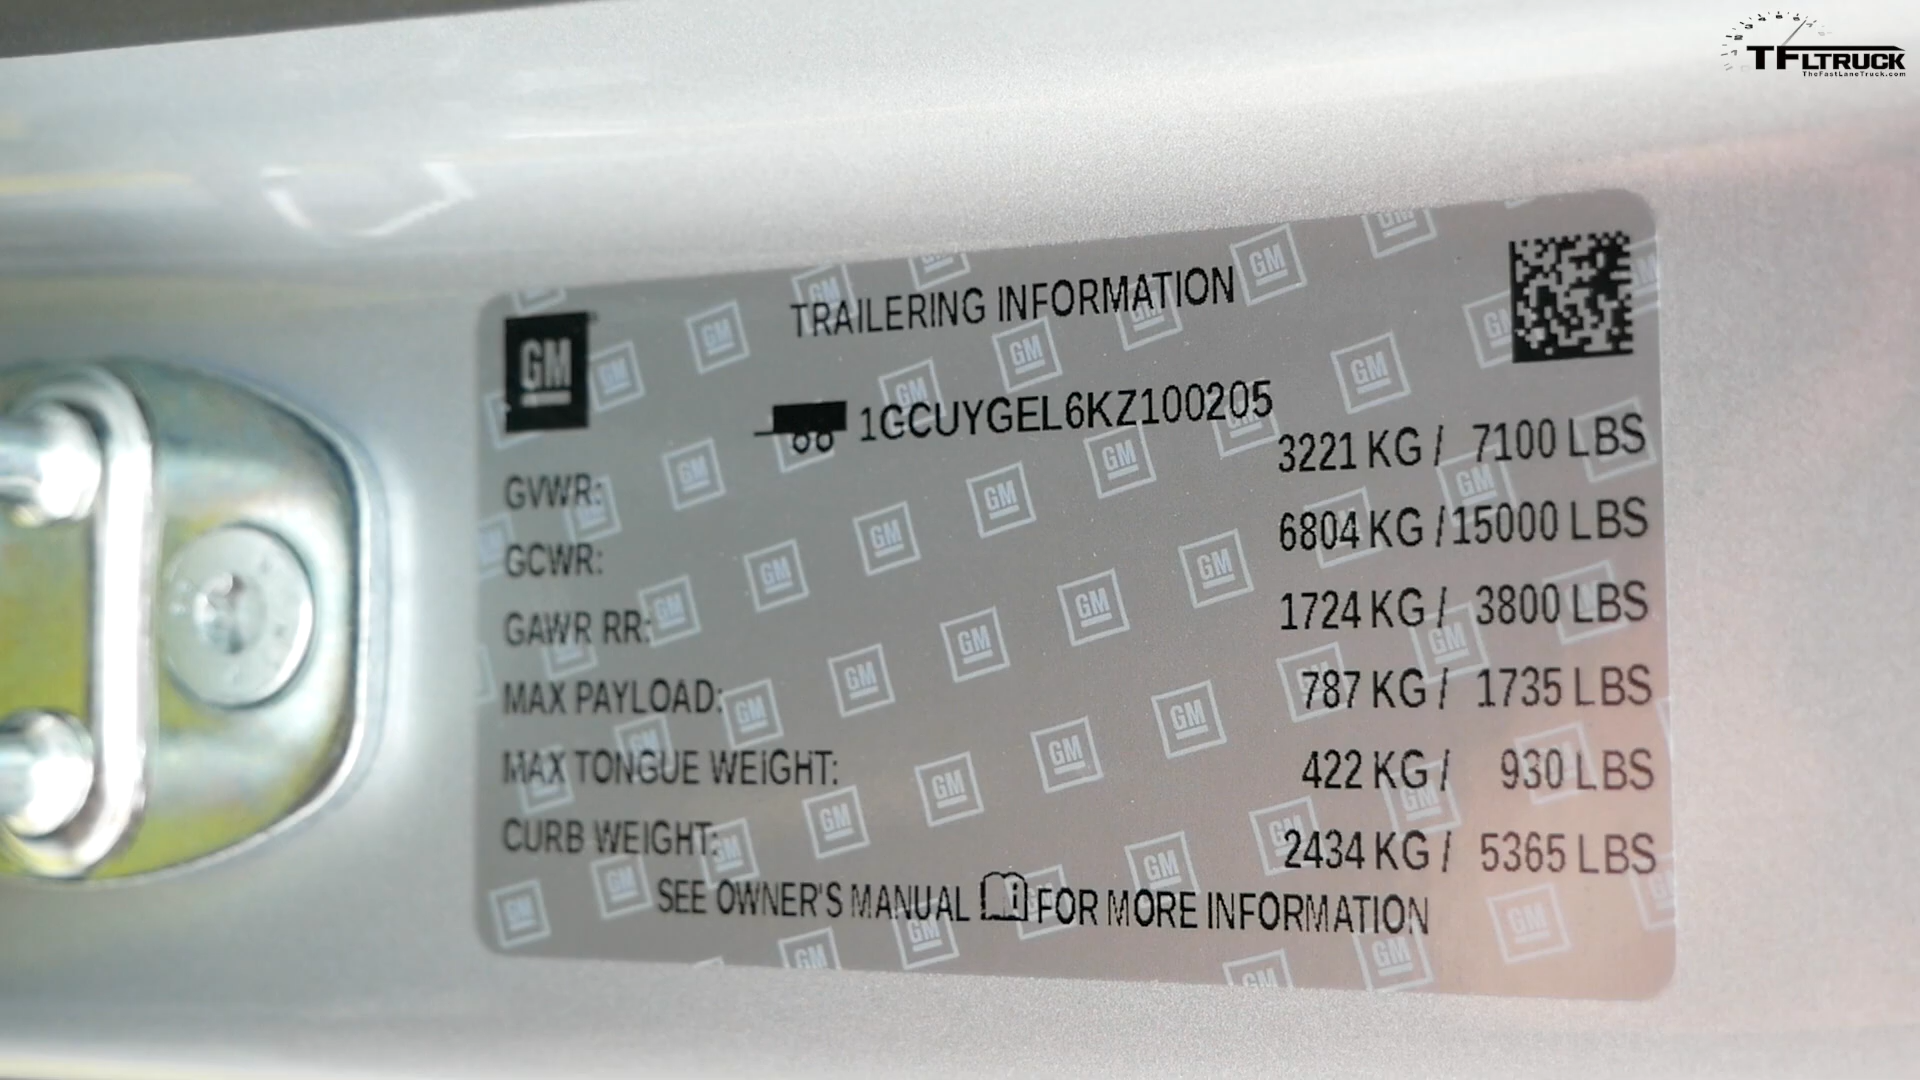 TFLTRUCK
TheFastLaneTruck.com
GM
TRAILERING INFORMATION
1GCUYGEL6KZ100205
GVWR: 3221 KG / 7100 LBS
GCWR: 6804 KG / 15000 LBS
GAWR RR: 1724 KG / 3800 LBS
MAX PAYLOAD: 787 KG / 1735 LBS
MAX TONGUE WEIGHT: 422 KG / 930 LBS
CURB WEIGHT: 2434 KG / 5365 LBS
SEE OWNER'S MANUAL FOR MORE INFORMATION